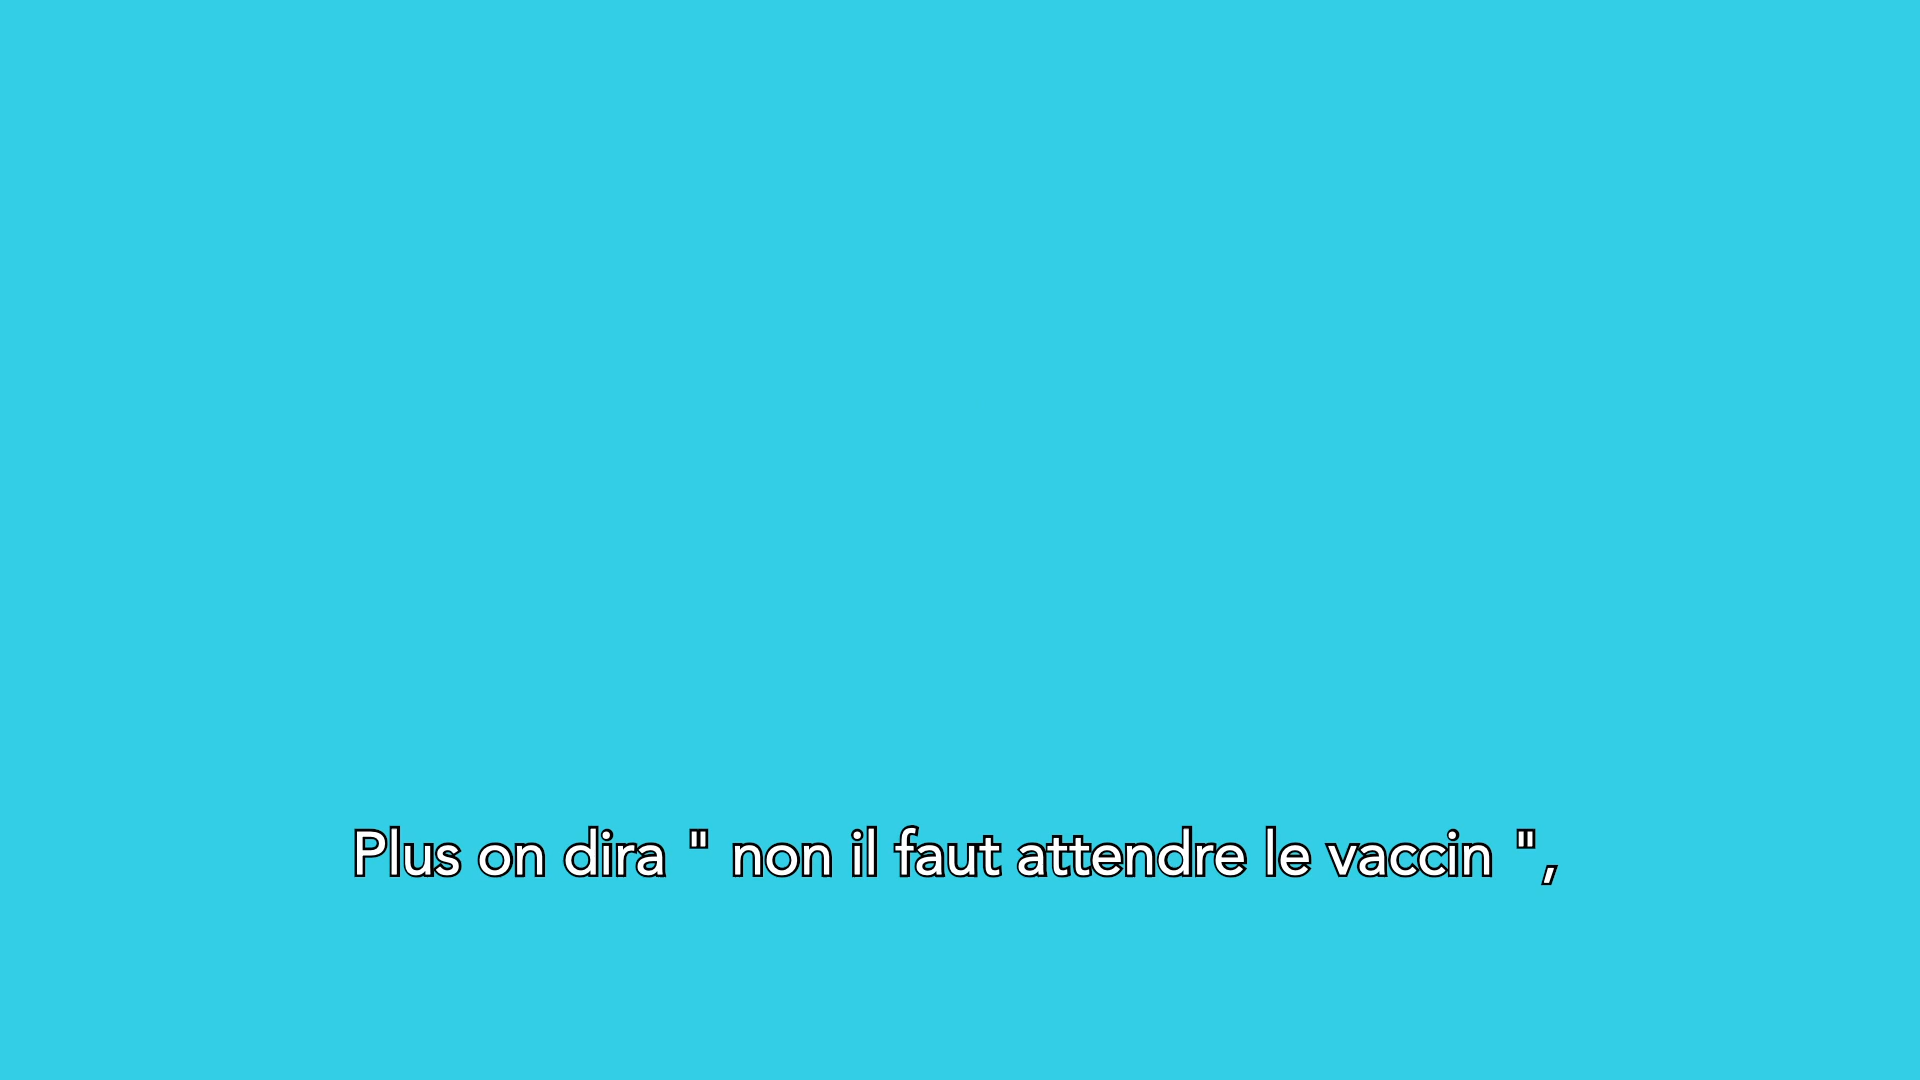 Plus on dira " non il faut attendre le vaccin ",